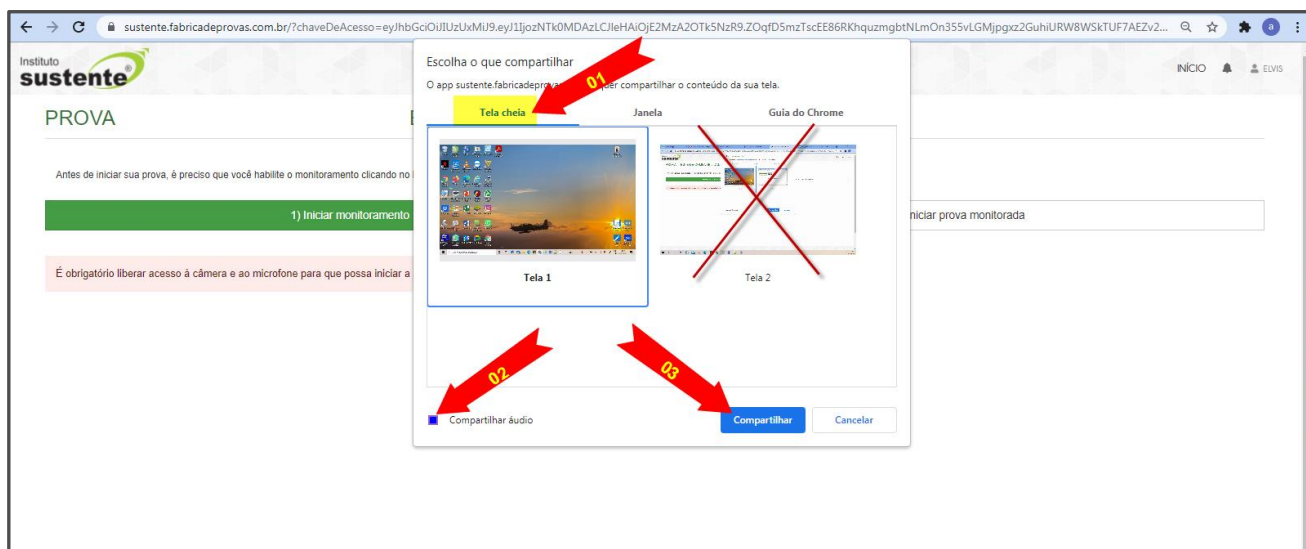 sustente.fabricadeprovas.com.br/?chaveDeAcesso=eyJhbGciOiJIUzUxMiJ9.eyJ1IjozNTk0MDAzLCJleHAiOjE2MzA2OTk5NzR9.ZOqfD5mzTscEE86RKhquzmgbtNLmOn355vLGMjpgxz2GuhiURW8WSkTUF7AEZv2...
a
Instituto
sustente
INÍCIO
ELVIS
PROVA
Escolha o que compartilhar
O app sustente.fabricadeprovas compartilhar o conteúdo da sua tela.
01
Tela cheia
Janela
Guia do Chrome
Antes de iniciar sua prova, é preciso que você habilite o monitoramento clicando no
1) Iniciar monitoramento
niciar prova monitorada
É obrigatório liberar acesso à câmera e ao microfone para que possa iniciar a
Tela 1
Tela 2
02
03
Compartilhar áudio
Compartilhar
Cancelar